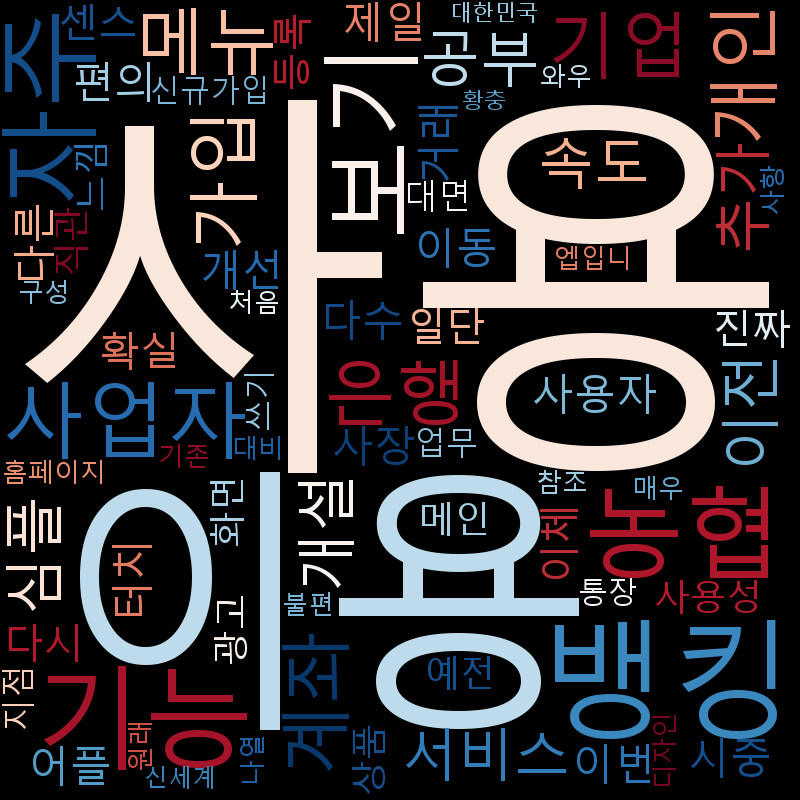 사용
이용
센스
자주
편의
신규가입
등록
제일
대한민국
공부
와우
기업
개인
추가
황충
거래
보기
가입
느낌
직관
다른
구성
개선
처음
대면
이동
속도
엡입니
사항
진짜
확실
다수
일단
사업자
쓰기
대비
기존
은행
사용자
이전
사장
업무
홈페이지
심플
화면
개설
메인
참조
매우
이체
농협
터치
불편
통장
사용성
다시
광고
지점
기능
계좌
예전
뱅킹
어플
원래
신세계
나열
상품
서비스
이번
디자인
시중